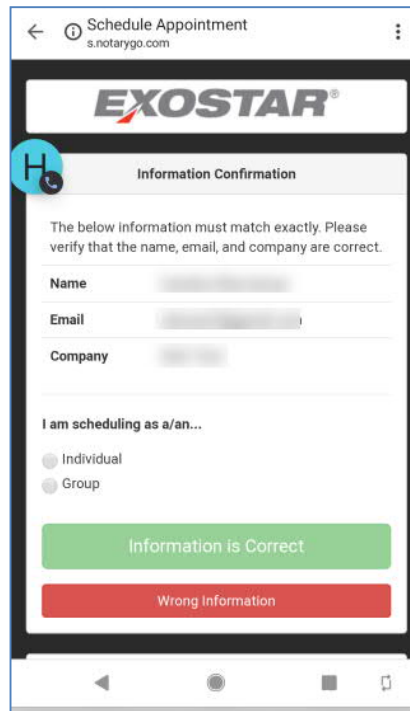 Schedule Appointment
s.notarygo.com
EXOSTAR®
H
Information Confirmation
The below information must match exactly. Please
verify that the name, email, and company are correct.
Name
Email
Company
I am scheduling as a/an...
Individual
Group
Information is Correct
Wrong Information